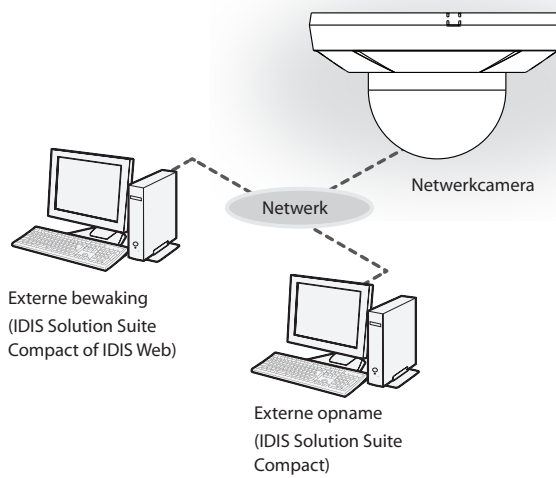 Netwerkcamera
Netwerk
Externe bewaking
(IDIS Solution Suite
Compact of IDIS Web)
Externe opname
(IDIS Solution Suite
Compact)